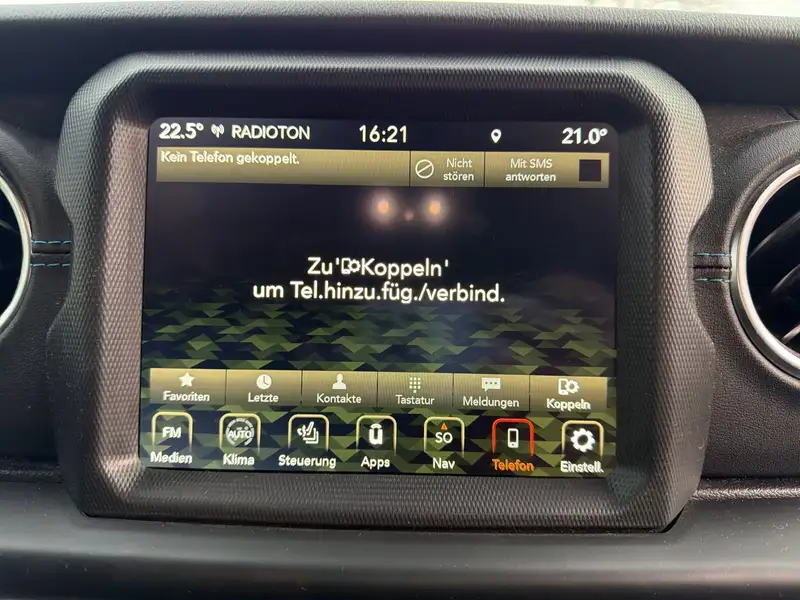 22.5° RADIOTON 16:21 21.0°
Kein Telefon gekoppelt.
Nicht
stören
Mit SMS
antworten
Zu 'Koppeln'
um Tel.hinzu.füg./verbind.
Favoriten Letzte Kontakte Tastatur Meldungen Koppeln
FM AUTO SO
Medien Klima Steuerung Apps Nav Telefon Einstell.